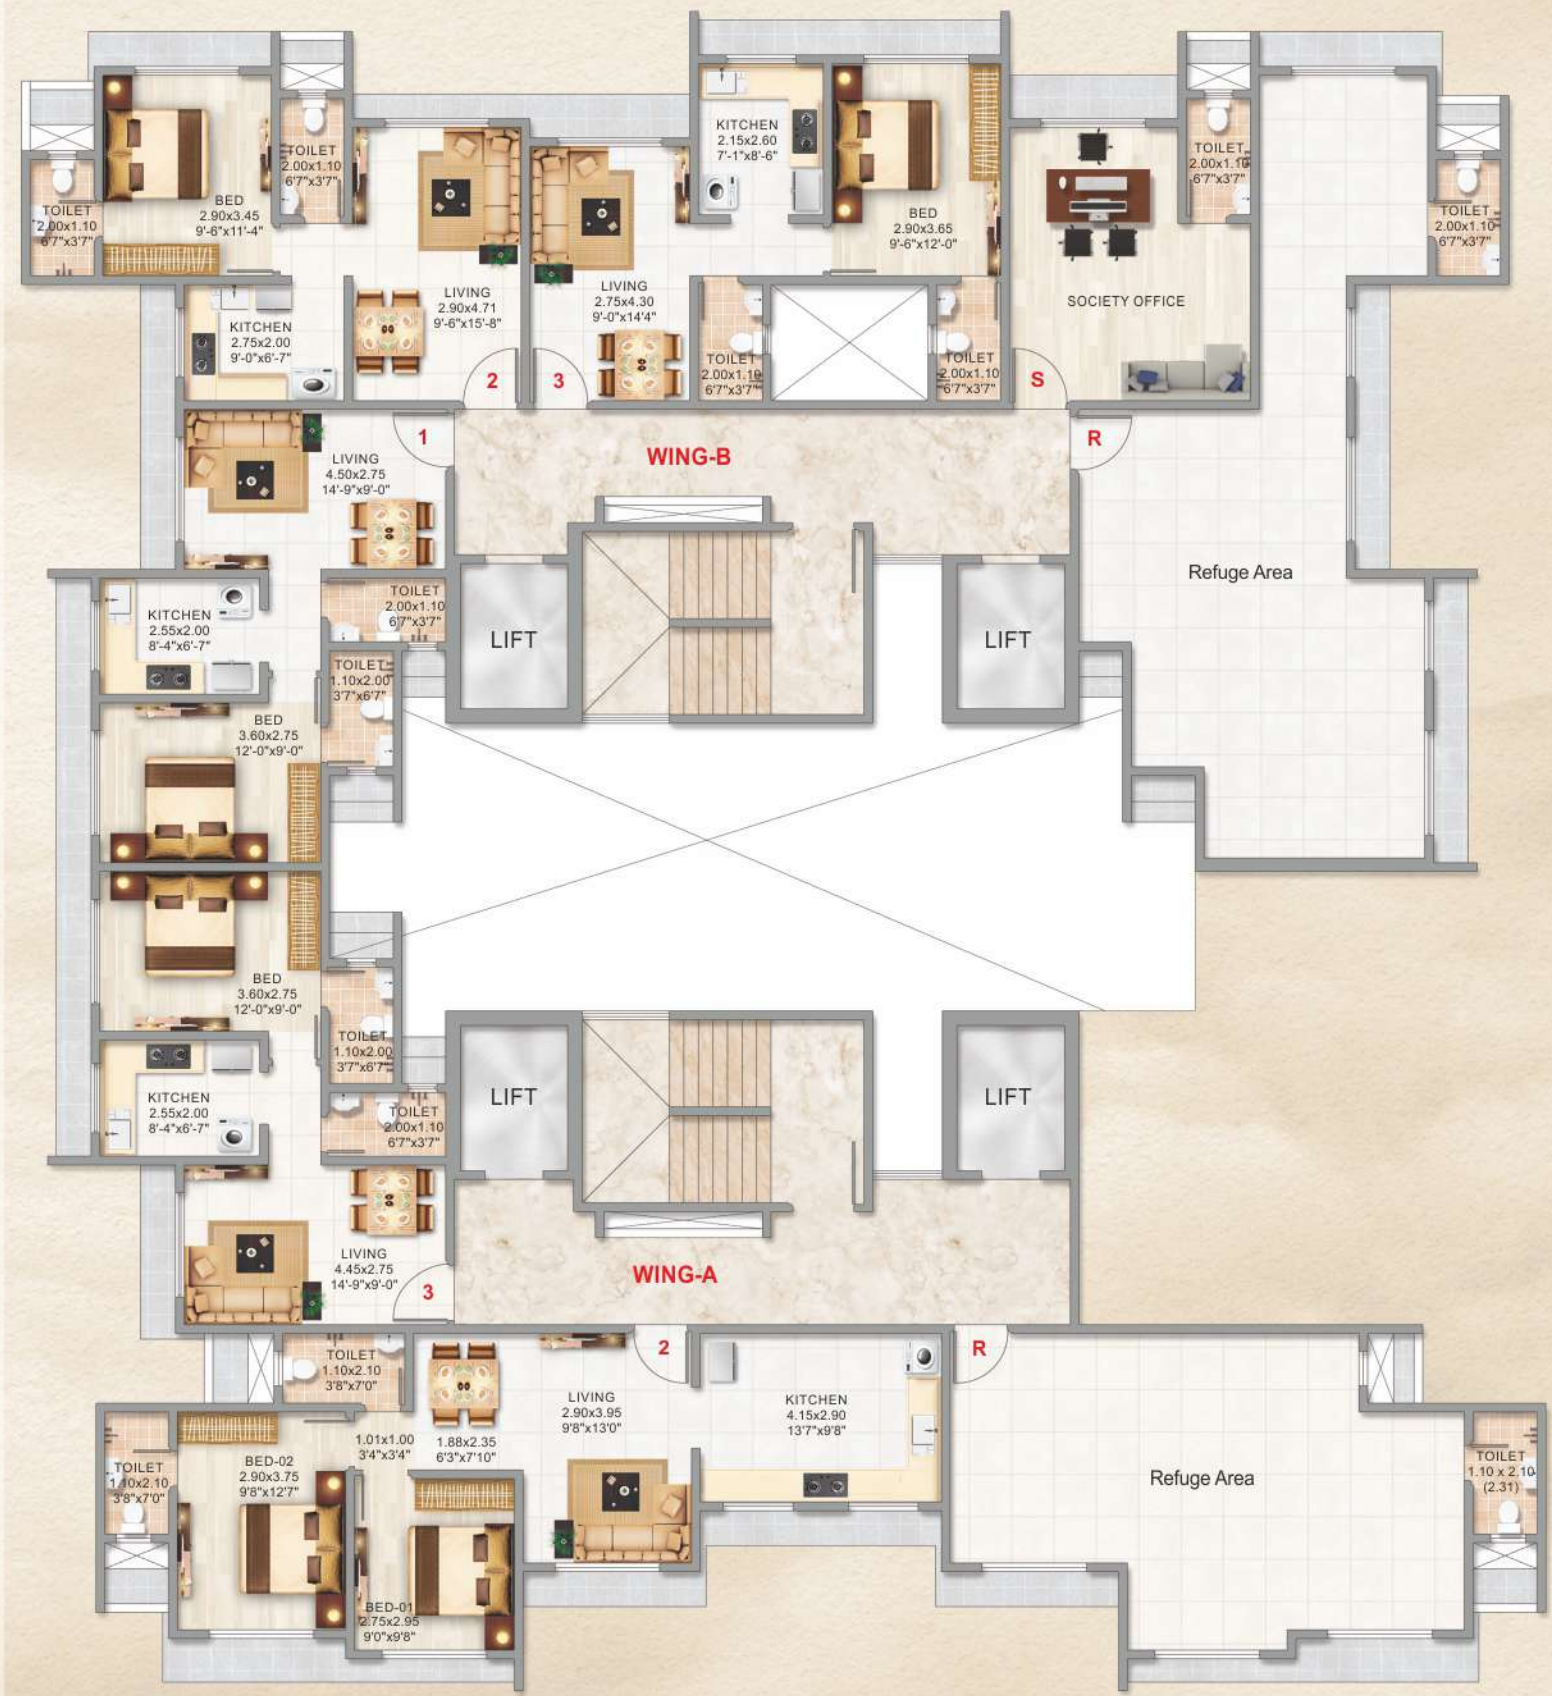 TOILET
2.00x1.10
6'7"x3'7"
BED
2.90x3.45
9'-6"x11'-4"
TOILET
2.00x1.10
6'7"x3'7"
KITCHEN
2.75x2.00
9'-0"x6'-7"
LIVING
2.90x4.71
9'-6"x15'-8"
2
LIVING
2.75x4.30
9'-0"x14'4"
3
KITCHEN
2.15x2.60
7'-1"x8'-6"
BED
2.90x3.65
9'-6"x12'-0"
TOILET
2.00x1.10
6'7"x3'7"
TOILET
2.00x1.10
6'7"x3'7"
SOCIETY OFFICE
S
TOILET
2.00x1.10
6'7"x3'7"
TOILET
2.00x1.10
6'7"x3'7"
1
LIVING
4.50x2.75
14'-9"x9'-0"
WING-B
R
Refuge Area
KITCHEN
2.55x2.00
8'-4"x6'-7"
TOILET
2.00x1.10
6'7"x3'7"
LIFT
LIFT
TOILET
1.10x2.00
3'7"x6'7"
BED
3.60x2.75
12'-0"x9'-0"
BED
3.60x2.75
12'-0"x9'-0"
TOILET
1.10x2.00
3'7"x6'7"
KITCHEN
2.55x2.00
8'-4"x6'-7"
TOILET
2.00x1.10
6'7"x3'7"
LIFT
LIFT
LIVING
4.45x2.75
14'-9"x9'-0"
3
WING-A
TOILET
1.10x2.10
3'8"x7'0"
2
R
LIVING
2.90x3.95
9'8"x13'0"
KITCHEN
4.15x2.90
13'7"x9'8"
1.01x1.00
3'4"x3'4"
1.88x2.35
6'3"x7'10"
TOILET
1.10x2.10
3'8"x7'0"
BED-02
2.90x3.75
9'8"x12'7"
BED-01
2.75x2.95
9'0"x9'8"
Refuge Area
TOILET
1.10 x 2.10
(2.31)